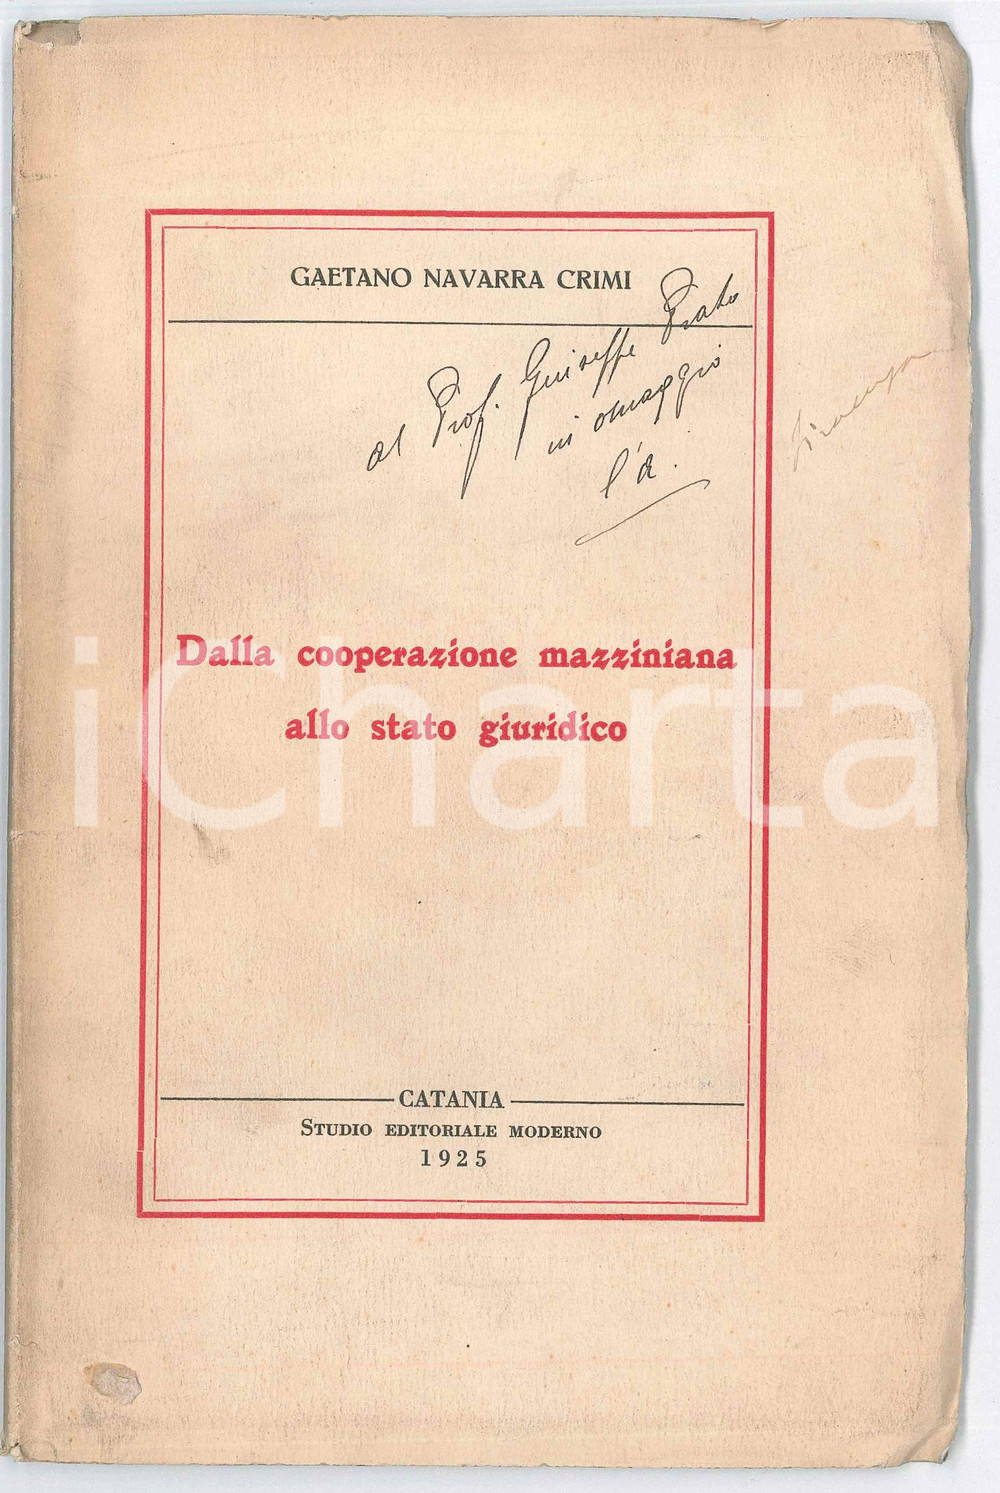 GAETANO NAVARRA CRIMI
al Prof. Giuseppe Prato
in omaggio
l'a.
Dalla cooperazione mazziniana
allo stato giuridico
iCharta
CATANIA
STUDIO EDITORIALE MODERNO
1925